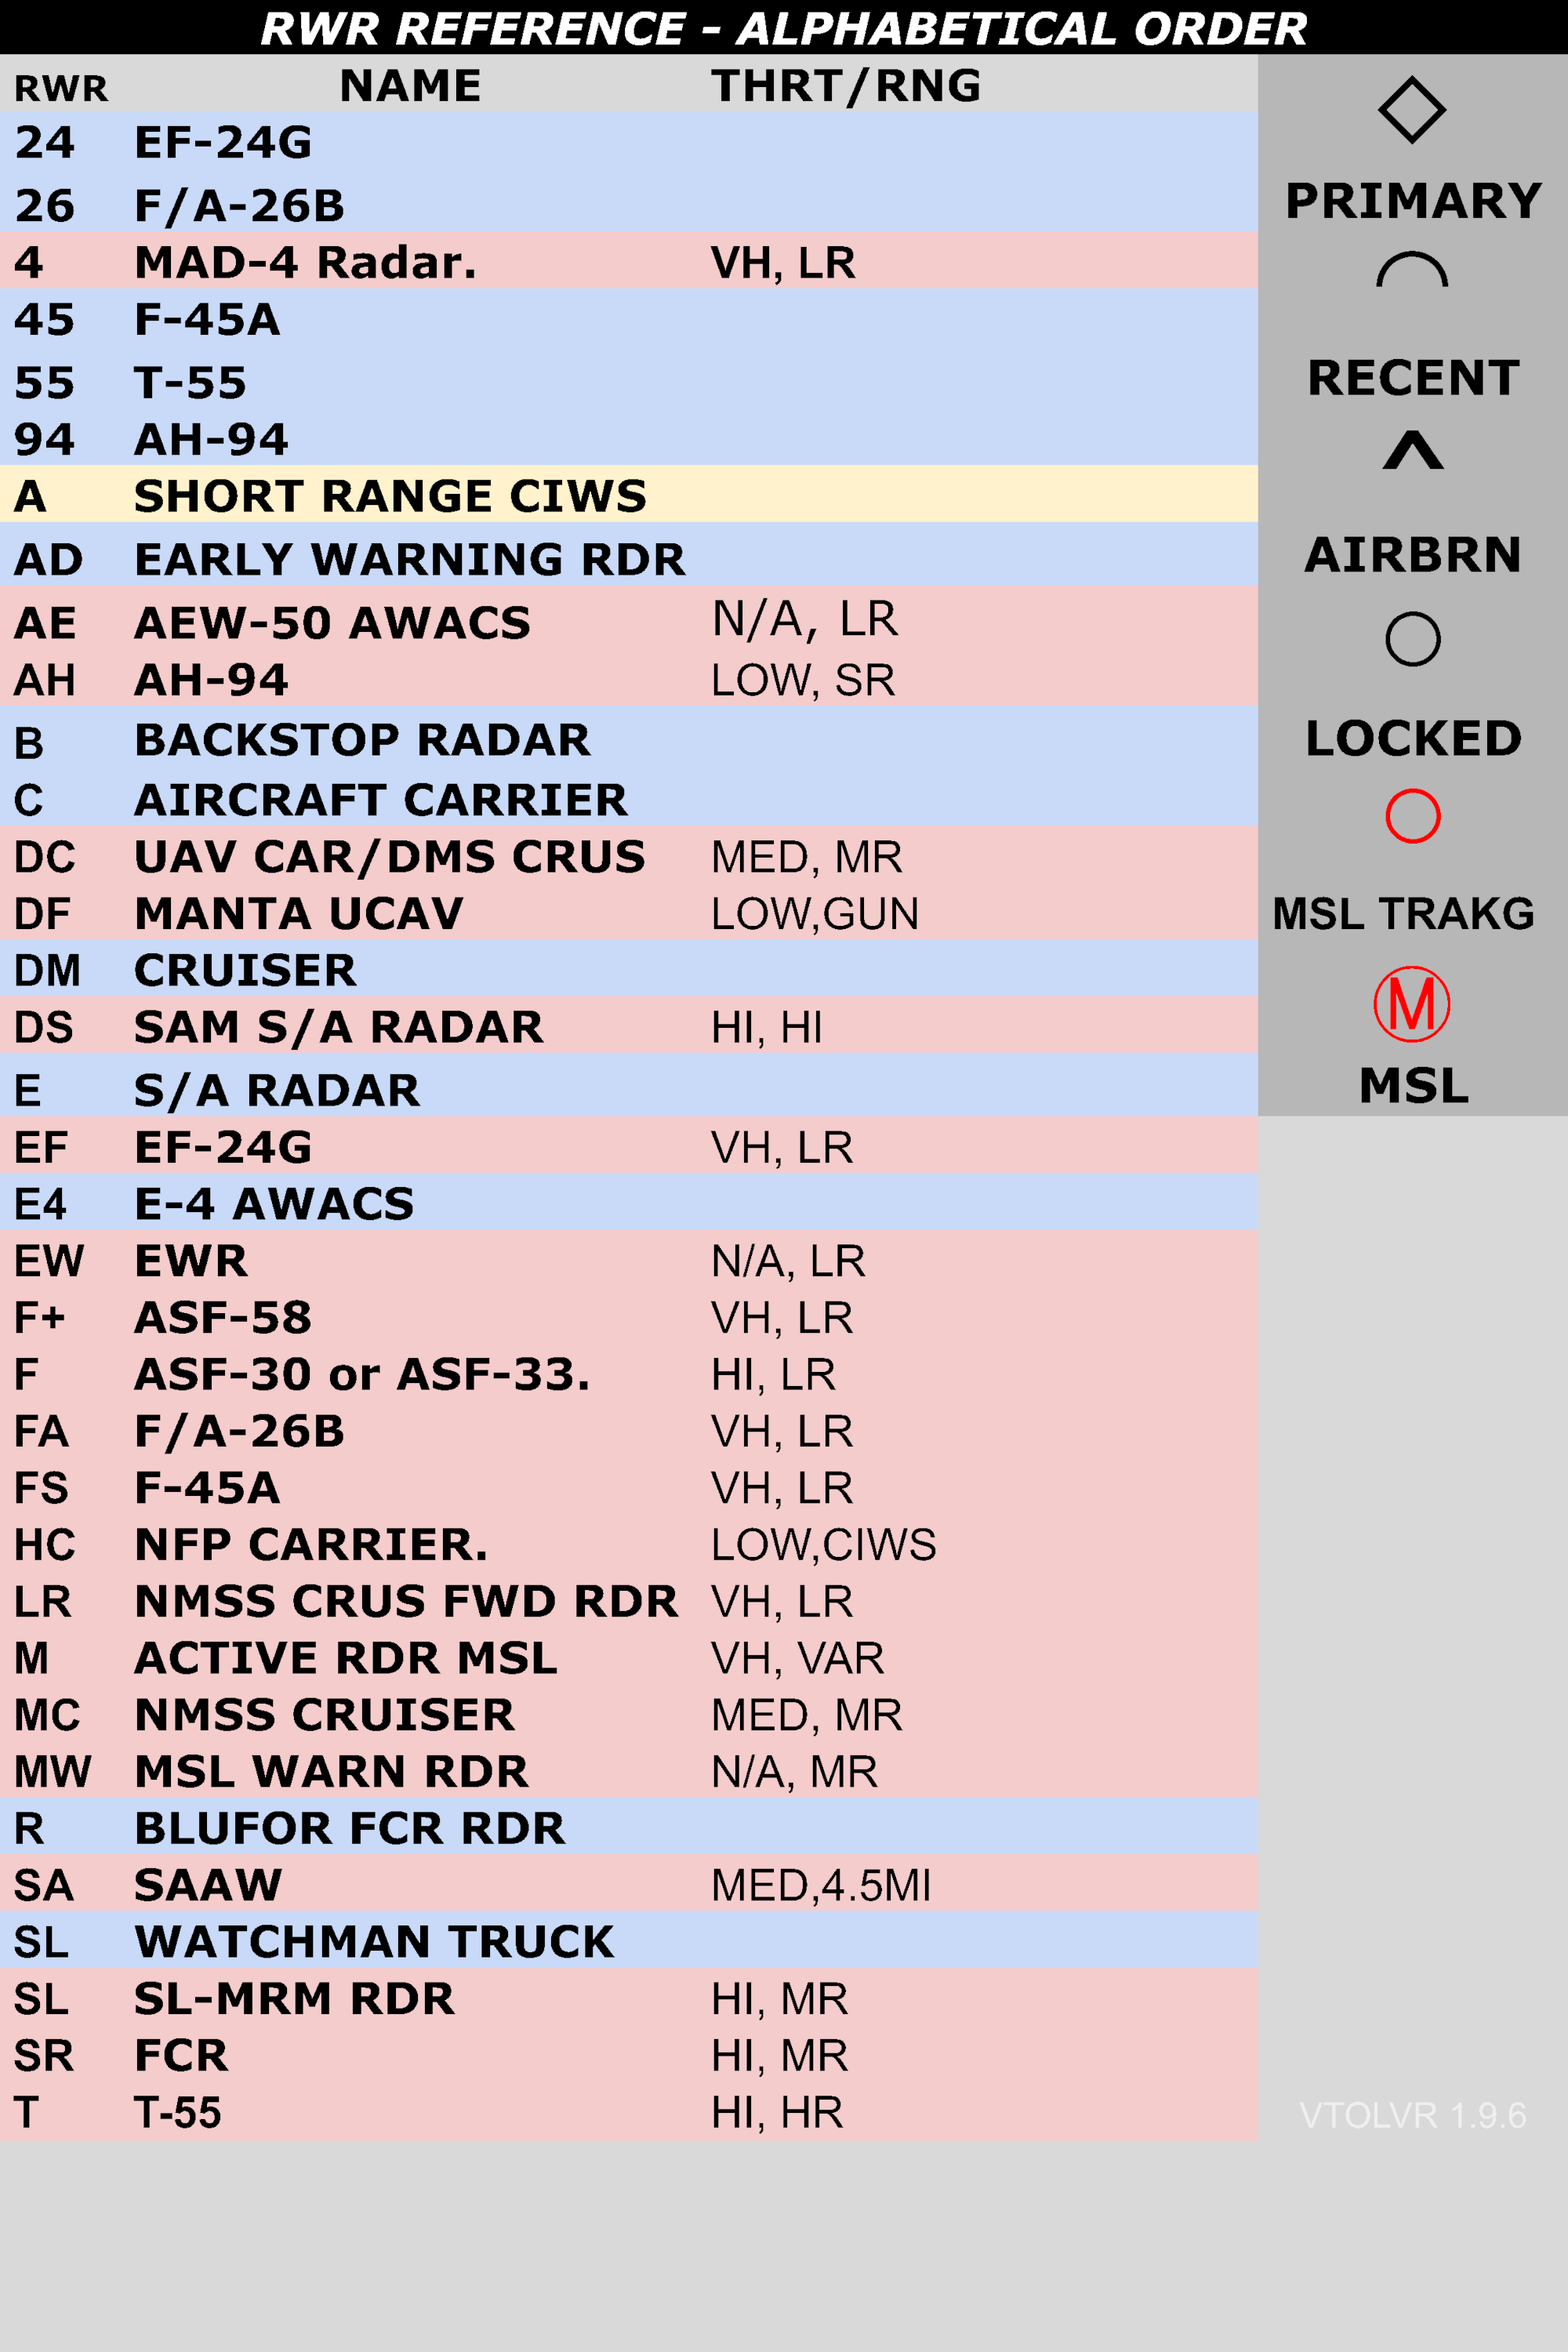 RWR REFERENCE - ALPHABETICAL ORDER
RWR NAME THRT/RNG
24 EF-24G
26 F/A-26B
4 MAD-4 Radar. VH, LR
45 F-45A
55 T-55
94 AH-94
A SHORT RANGE CIWS
AD EARLY WARNING RDR
AE AEW-50 AWACS N/A, LR
AH AH-94 LOW, SR
B BACKSTOP RADAR
C AIRCRAFT CARRIER
DC UAV CAR/DMS CRUS MED, MR
DF MANTA UCAV LOW,GUN
DM CRUISER
DS SAM S/A RADAR HI, HI
E S/A RADAR
EF EF-24G VH, LR
E4 E-4 AWACS
EW EWR N/A, LR
F+ ASF-58 VH, LR
F ASF-30 or ASF-33. HI, LR
FA F/A-26B VH, LR
FS F-45A VH, LR
HC NFP CARRIER. LOW,CIWS
LR NMSS CRUS FWD RDR VH, LR
M ACTIVE RDR MSL VH, VAR
MC NMSS CRUISER MED, MR
MW MSL WARN RDR N/A, MR
R BLUFOR FCR RDR
SA SAAW MED,4.5MI
SL WATCHMAN TRUCK
SL SL-MRM RDR HI, MR
SR FCR HI, MR
T T-55 HI, HR
PRIMARY
RECENT
AIRBRN
LOCKED
MSL TRAKG
M
MSL
VTOLVR 1.9.6